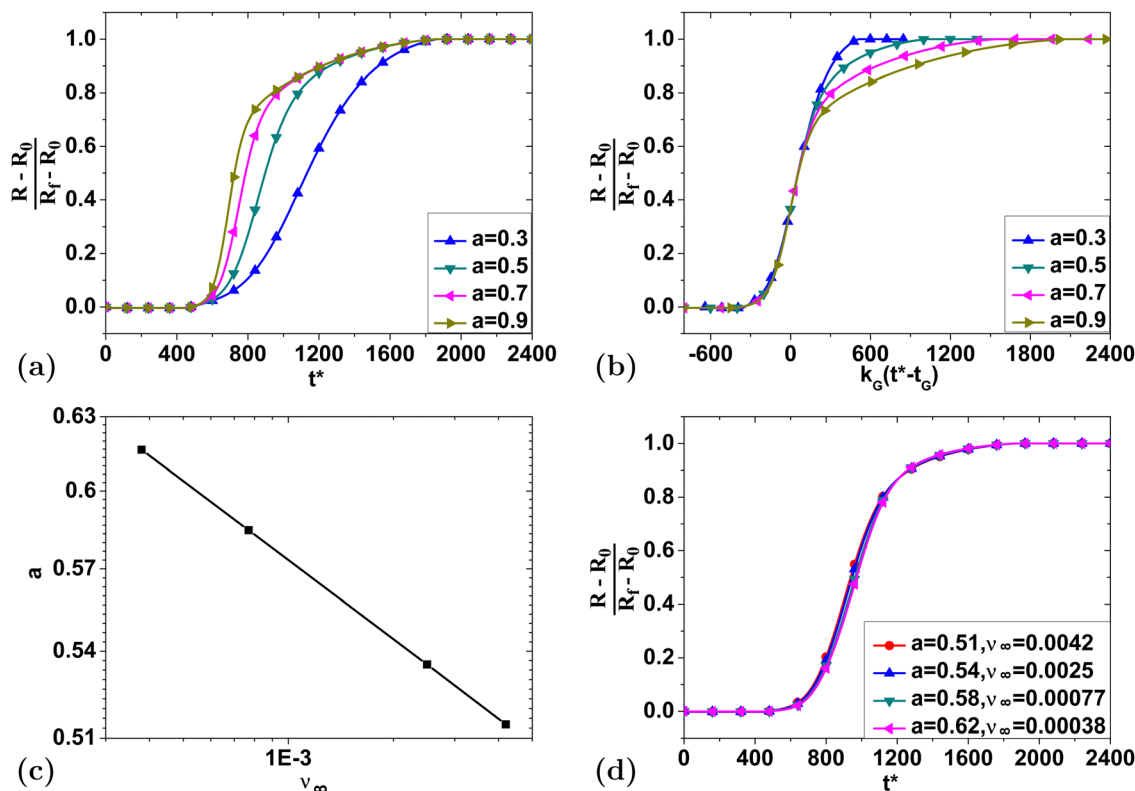 (a)
R - R0
Rf - R0
1.0
0.8
0.6
0.4
0.2
0.0
0 400 800 1200 1600 2000 2400
t*
a=0.3
a=0.5
a=0.7
a=0.9
(b)
R - R0
Rf - R0
1.0
0.8
0.6
0.4
0.2
0.0
-600 0 600 1200 1800 2400
kG(t*-tG)
a=0.3
a=0.5
a=0.7
a=0.9
(c)
a
0.63
0.6
0.57
0.54
0.51
1E-3
ν∞
(d)
R - R0
Rf - R0
1.0
0.8
0.6
0.4
0.2
0.0
0 400 800 1200 1600 2000 2400
t*
a=0.51,ν∞=0.0042
a=0.54,ν∞=0.0025
a=0.58,ν∞=0.00077
a=0.62,ν∞=0.00038